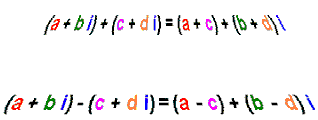 (a + b i) + (c + d i) = (a + c) + (b + d) i
(a + b i) - (c + d i) = (a - c) + (b - d) i